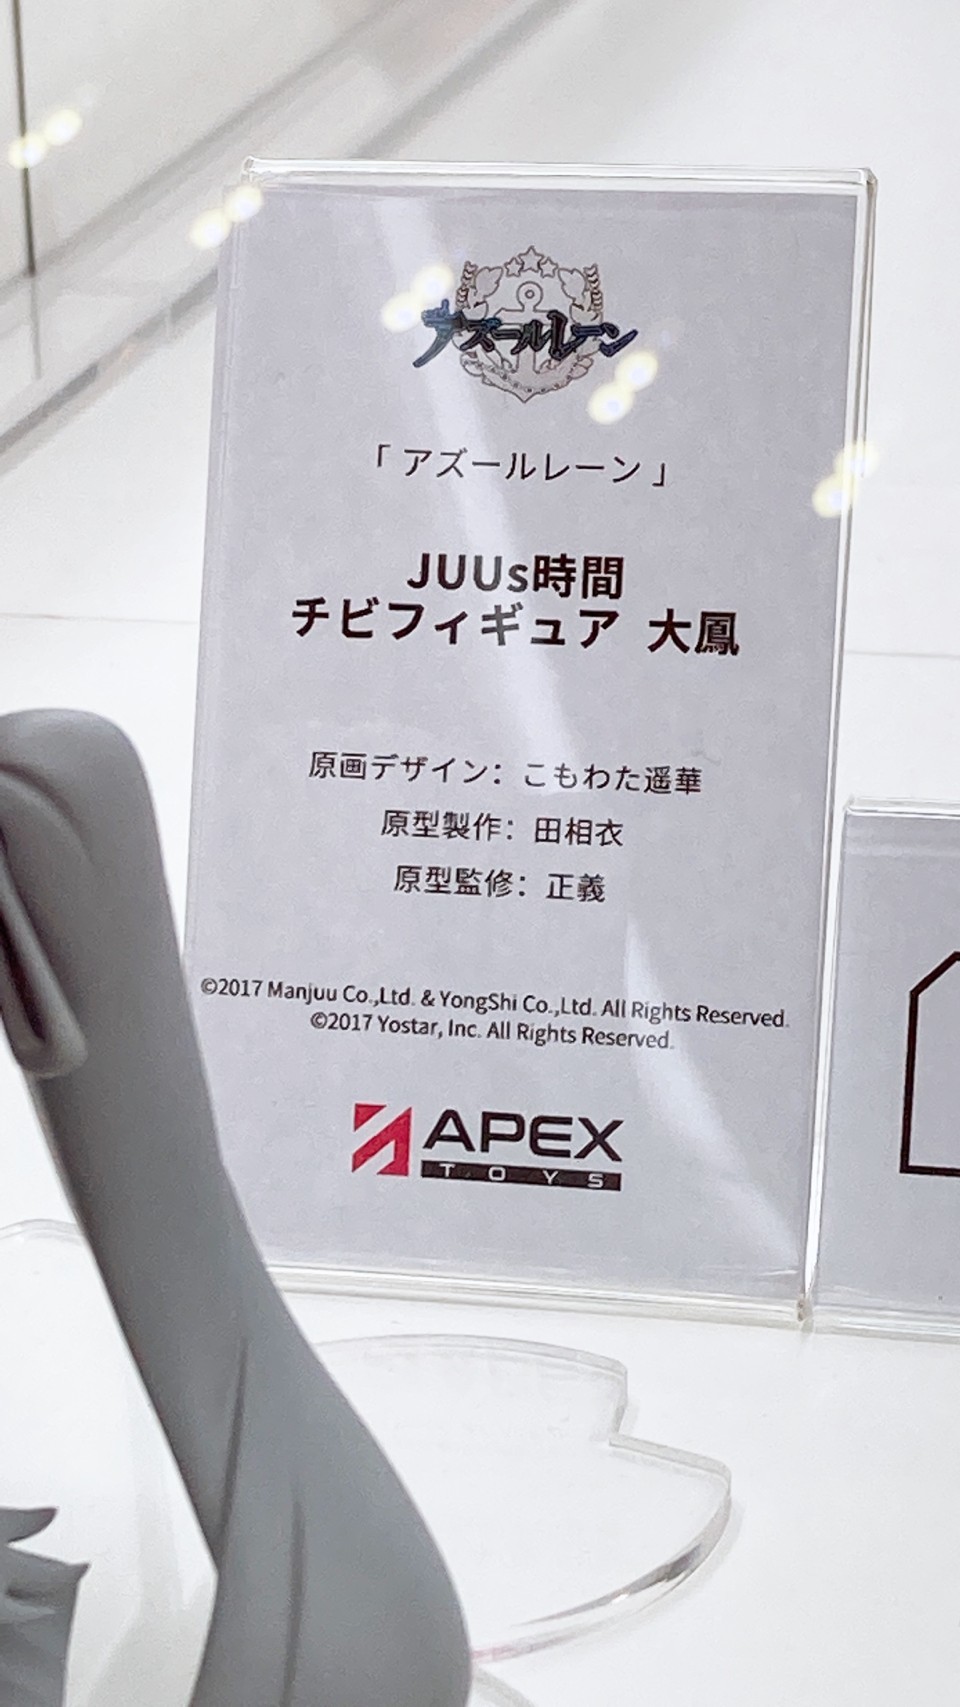 アズールレーン
「アズールレーン」
JUUs時間
チビフィギュア 大鳳
原画デザイン：こもわた遥華
原型製作：田相衣
原型監修：正義
©2017 Manjuu Co.,Ltd. & YongShi Co.,Ltd. All Rights Reserved.
©2017 Yostar, Inc. All Rights Reserved.
APEX
TOYS